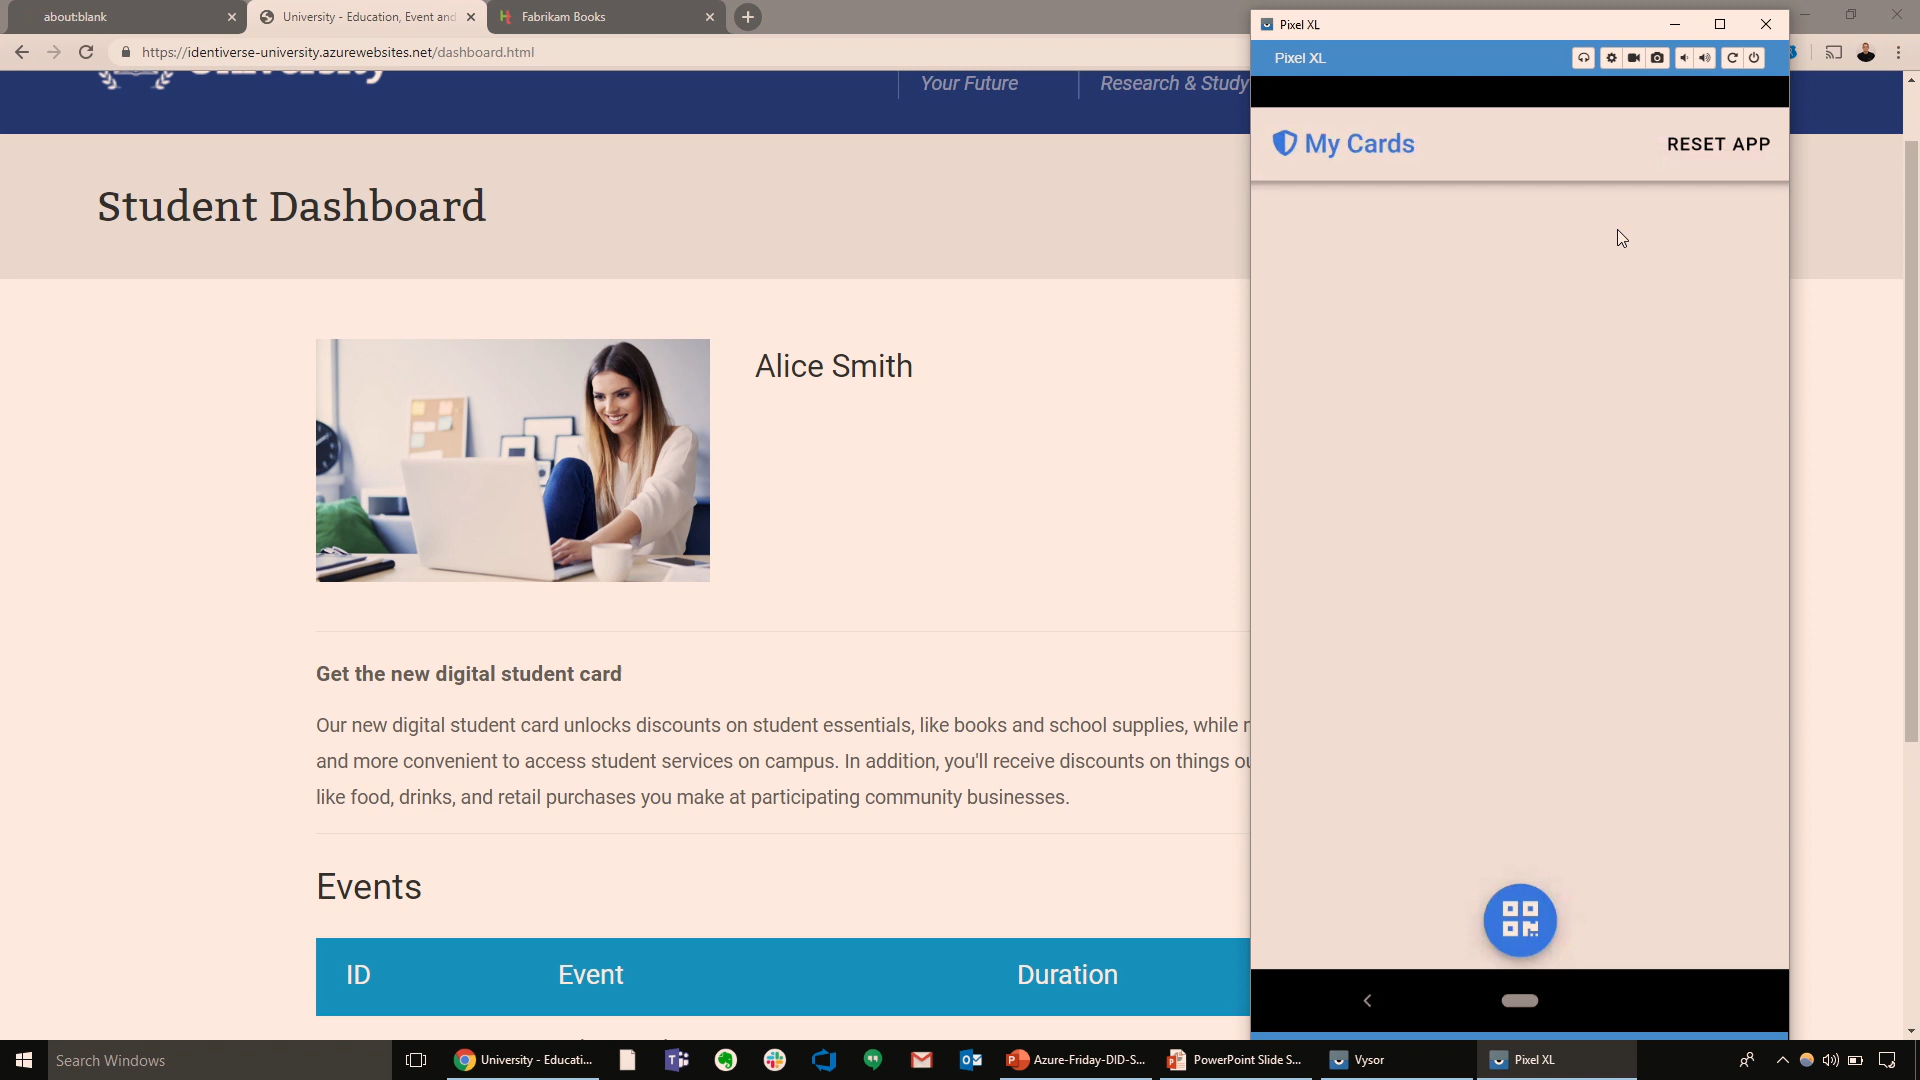 about:blank
University - Education, Event and
Fabrikam Books
https://identiverse-university.azurewebsites.net/dashboard.html
University
Your Future
Research & Study
Student Dashboard
Alice Smith
Get the new digital student card
Our new digital student card unlocks discounts on student essentials, like books and school supplies, while
and more convenient to access student services on campus. In addition, you'll receive discounts on things
like food, drinks, and retail purchases you make at participating community businesses.
Events
ID Event Duration
Pixel XL
Pixel XL
My Cards
RESET APP
Search Windows
University - Educati...
Azure-Friday-DID-S...
PowerPoint Slide S...
Vysor
Pixel XL